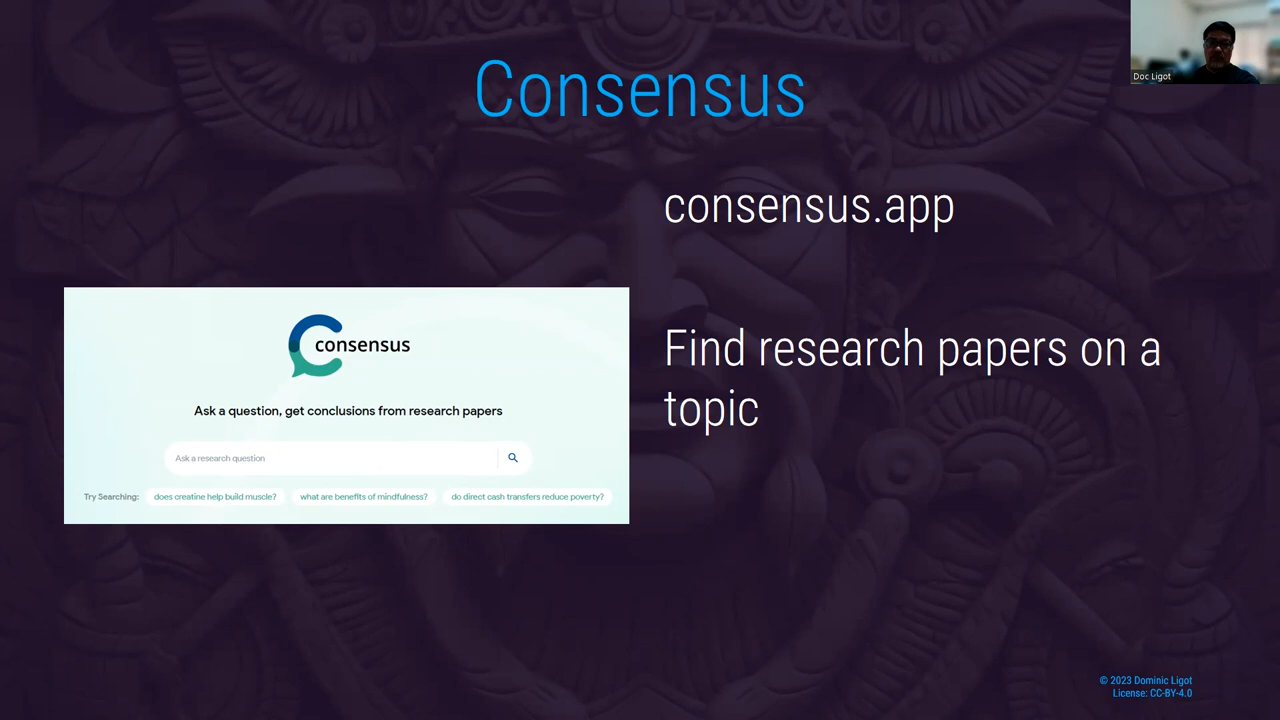 Consensus
Doc Ligot
consensus.app
Find research papers on a
topic
consensus
Ask a question, get conclusions from research papers
Ask a research question
Try Searching: does creatine help build muscle? what are benefits of mindfulness? do direct cash transfers reduce poverty?
© 2023 Dominic Ligot
License: CC-BY-4.0